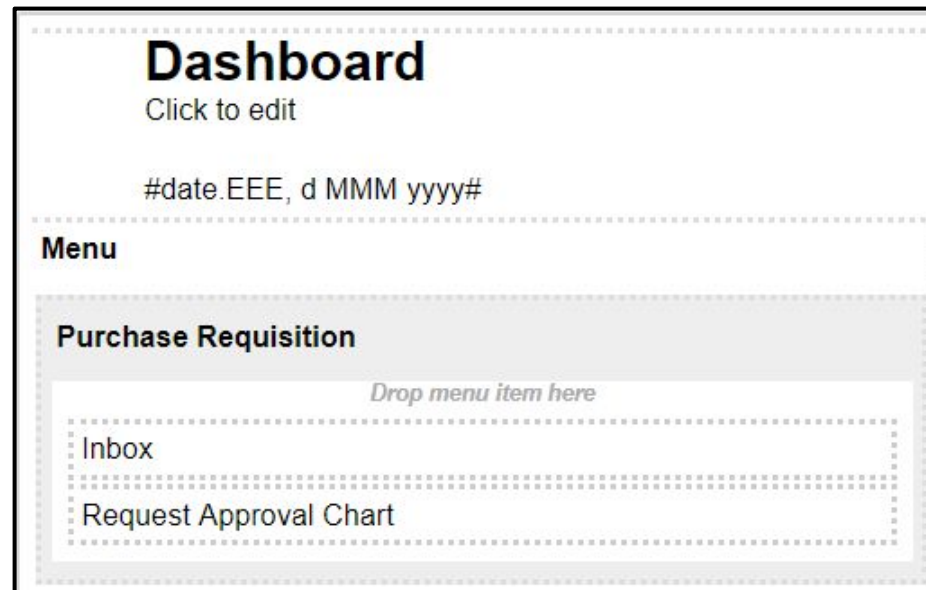 Dashboard
Click to edit
#date.EEE, d MMM yyyy#
Menu
Purchase Requisition
Drop menu item here
Inbox
Request Approval Chart